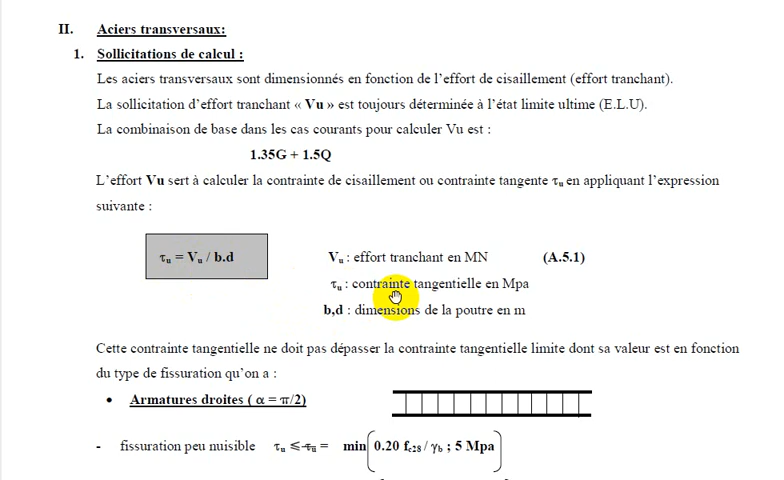 II. Aciers transversaux:
1. Sollicitations de calcul :
Les aciers transversaux sont dimensionnés en fonction de l'effort de cisaillement (effort tranchant).
La sollicitation d'effort tranchant « Vu » est toujours déterminée à l'état limite ultime (E.L.U).
La combinaison de base dans les cas courants pour calculer Vu est :
1.35G + 1.5Q
L'effort Vu sert à calculer la contrainte de cisaillement ou contrainte tangente τu en appliquant l'expression
suivante :
τu = Vu / b.d Vu : effort tranchant en MN (A.5.1)
τu : contrainte tangentielle en Mpa
b,d : dimensions de la poutre en m
Cette contrainte tangentielle ne doit pas dépasser la contrainte tangentielle limite dont sa valeur est en fonction
du type de fissuration qu'on a :
• Armatures droites ( α = π/2)
- fissuration peu nuisible τu ≤ τu = min ( 0.20 fc28 / γb ; 5 Mpa )